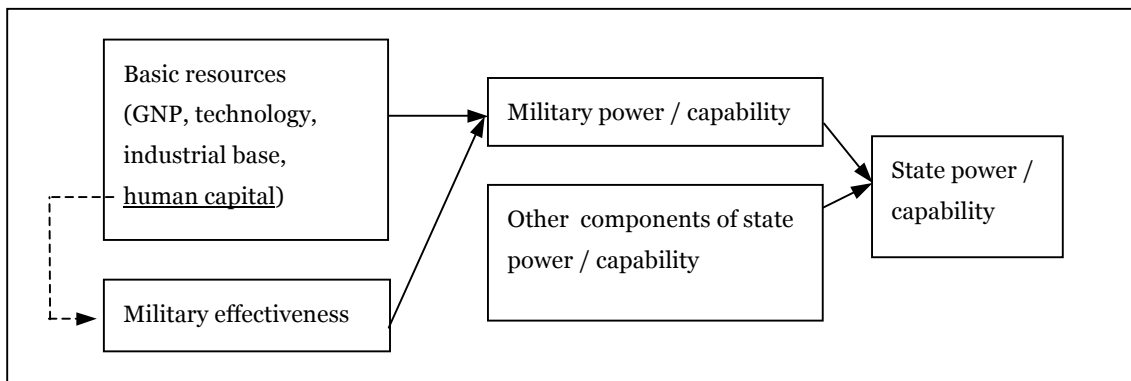 Basic resources
(GNP, technology,
industrial base,
human capital)
Military effectiveness
Military power / capability
Other components of state
power / capability
State power /
capability